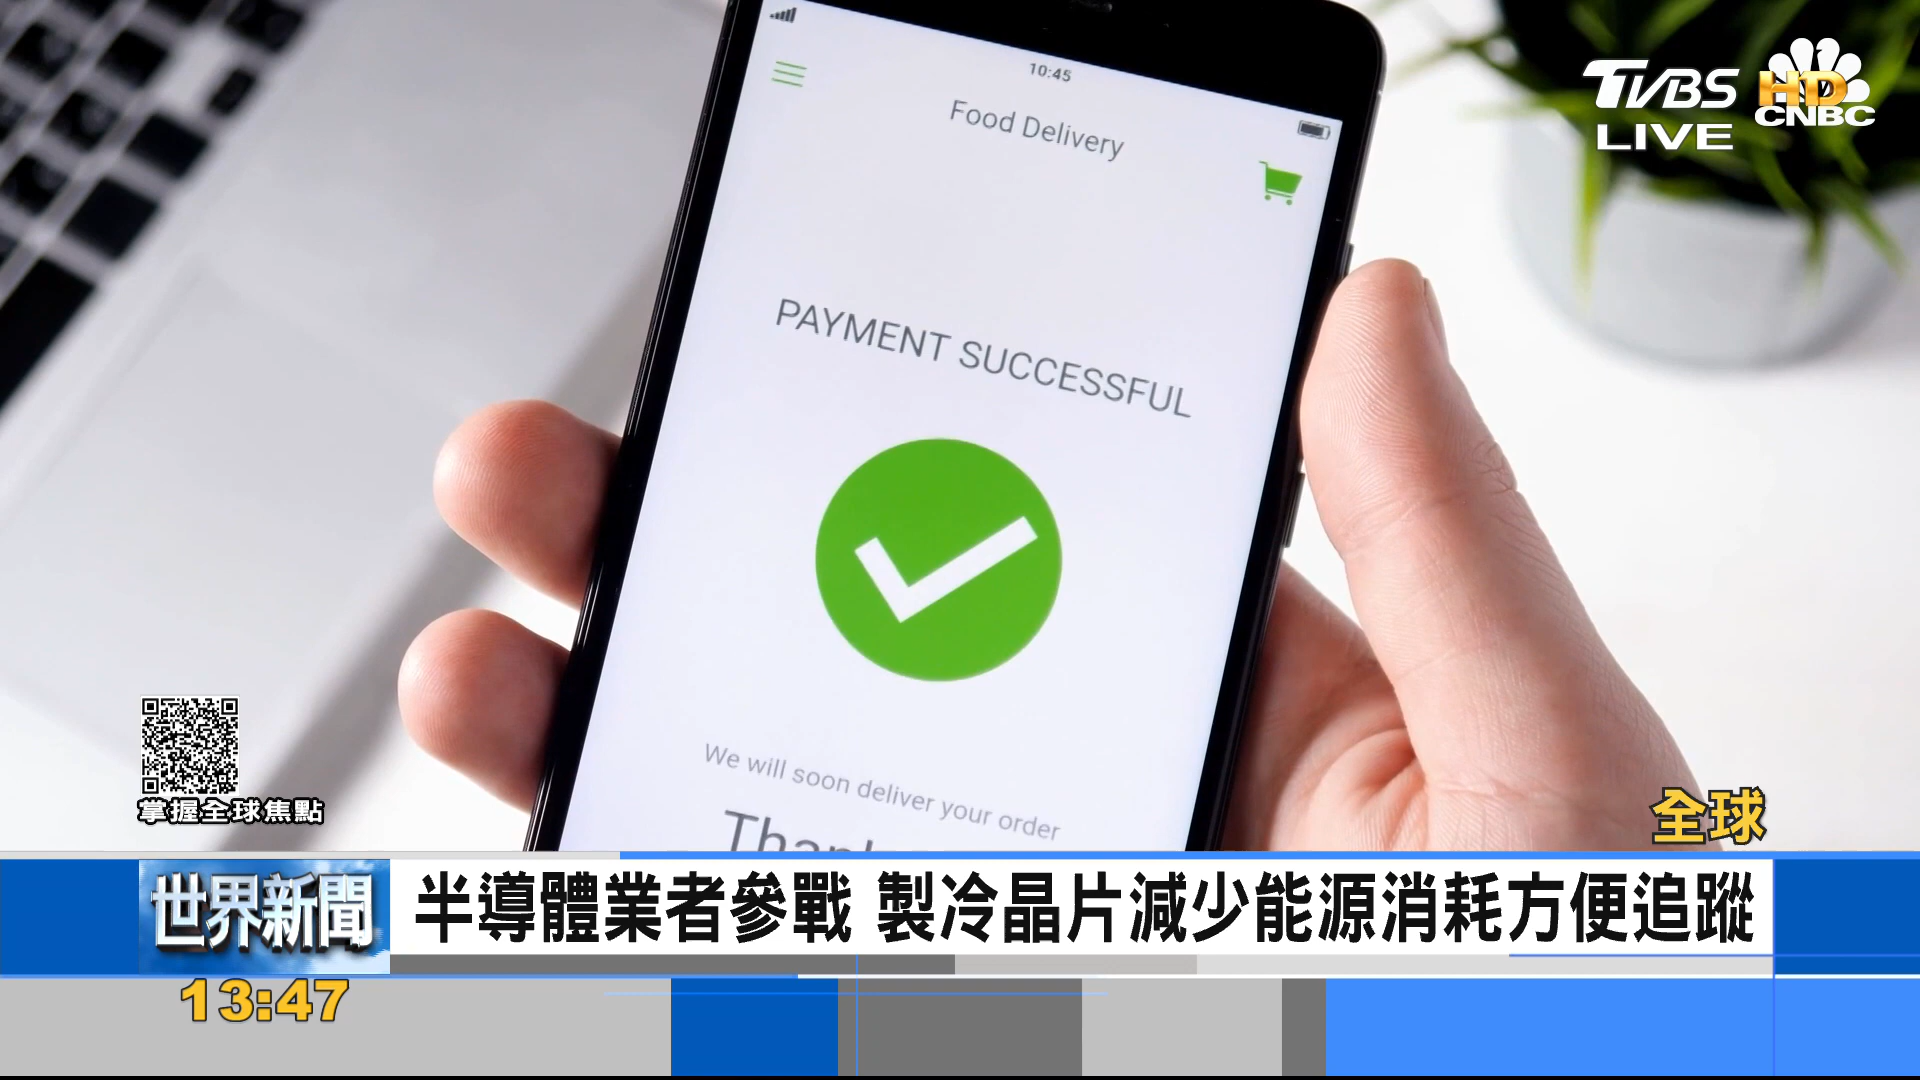 10:45
Food Delivery
TVBS
LIVE
HD
CNBC
PAYMENT SUCCESSFUL
We will soon deliver your order
掌握全球焦點
全球
世界新聞
半導體業者參戰 製冷晶片減少能源消耗方便追蹤
13:47